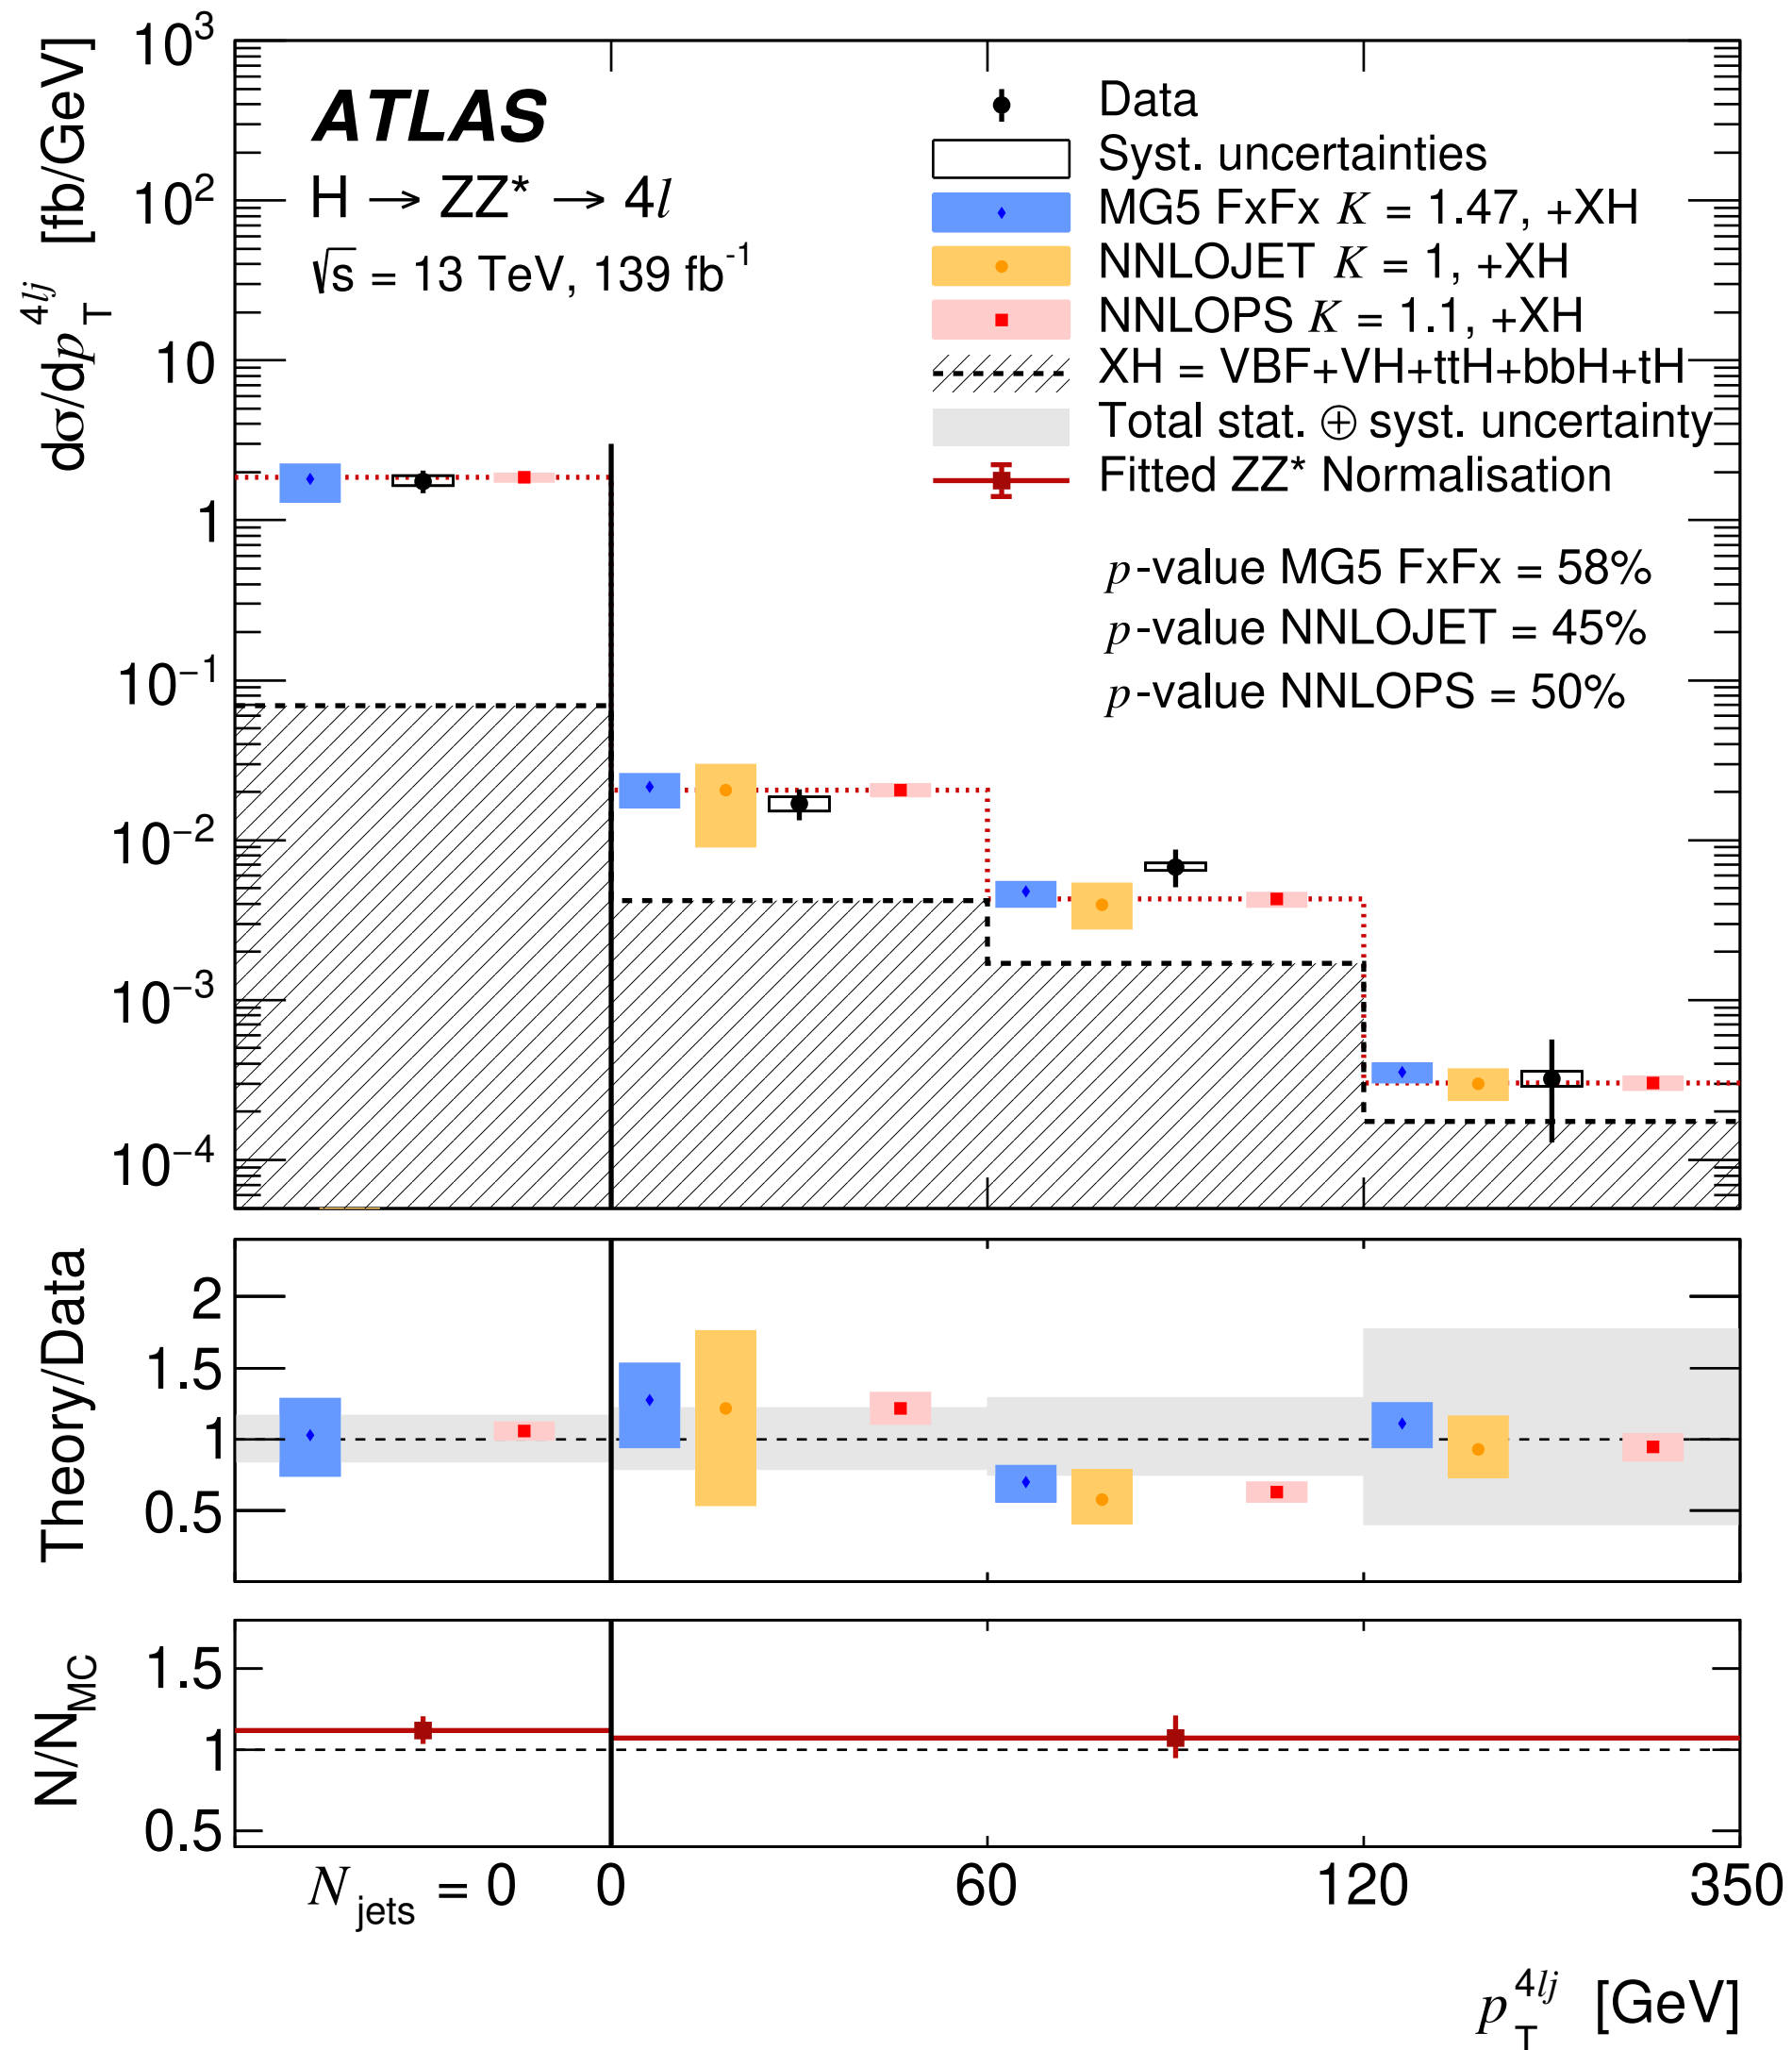 dσ/dp_T^{4lj} [fb/GeV]
10^3
10^2
10
1
10^{−1}
10^{−2}
10^{−3}
10^{−4}
ATLAS
H → ZZ* → 4l
√s = 13 TeV, 139 fb^{-1}
Data
Syst. uncertainties
MG5 FxFx K = 1.47, +XH
NNLOJET K = 1, +XH
NNLOPS K = 1.1, +XH
XH = VBF+VH+ttH+bbH+tH
Total stat. ⊕ syst. uncertainty
Fitted ZZ* Normalisation
p-value MG5 FxFx = 58%
p-value NNLOJET = 45%
p-value NNLOPS = 50%
Theory/Data
2
1.5
1
0.5
N/N_{MC}
1.5
1
0.5
N_{jets} = 0 0 60 120 350
p_T^{4lj} [GeV]